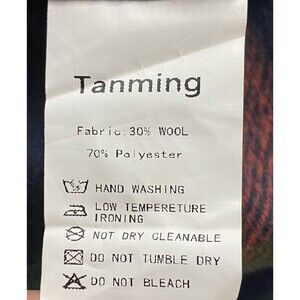 Tanming
Fabric:30% WOOL
70% Polyester
HAND WASHING
LOW TEMPERETURE
IRONING
NOT DRY CLEANABLE
DO NOT TUMBLE DRY
DO NOT BLEACH